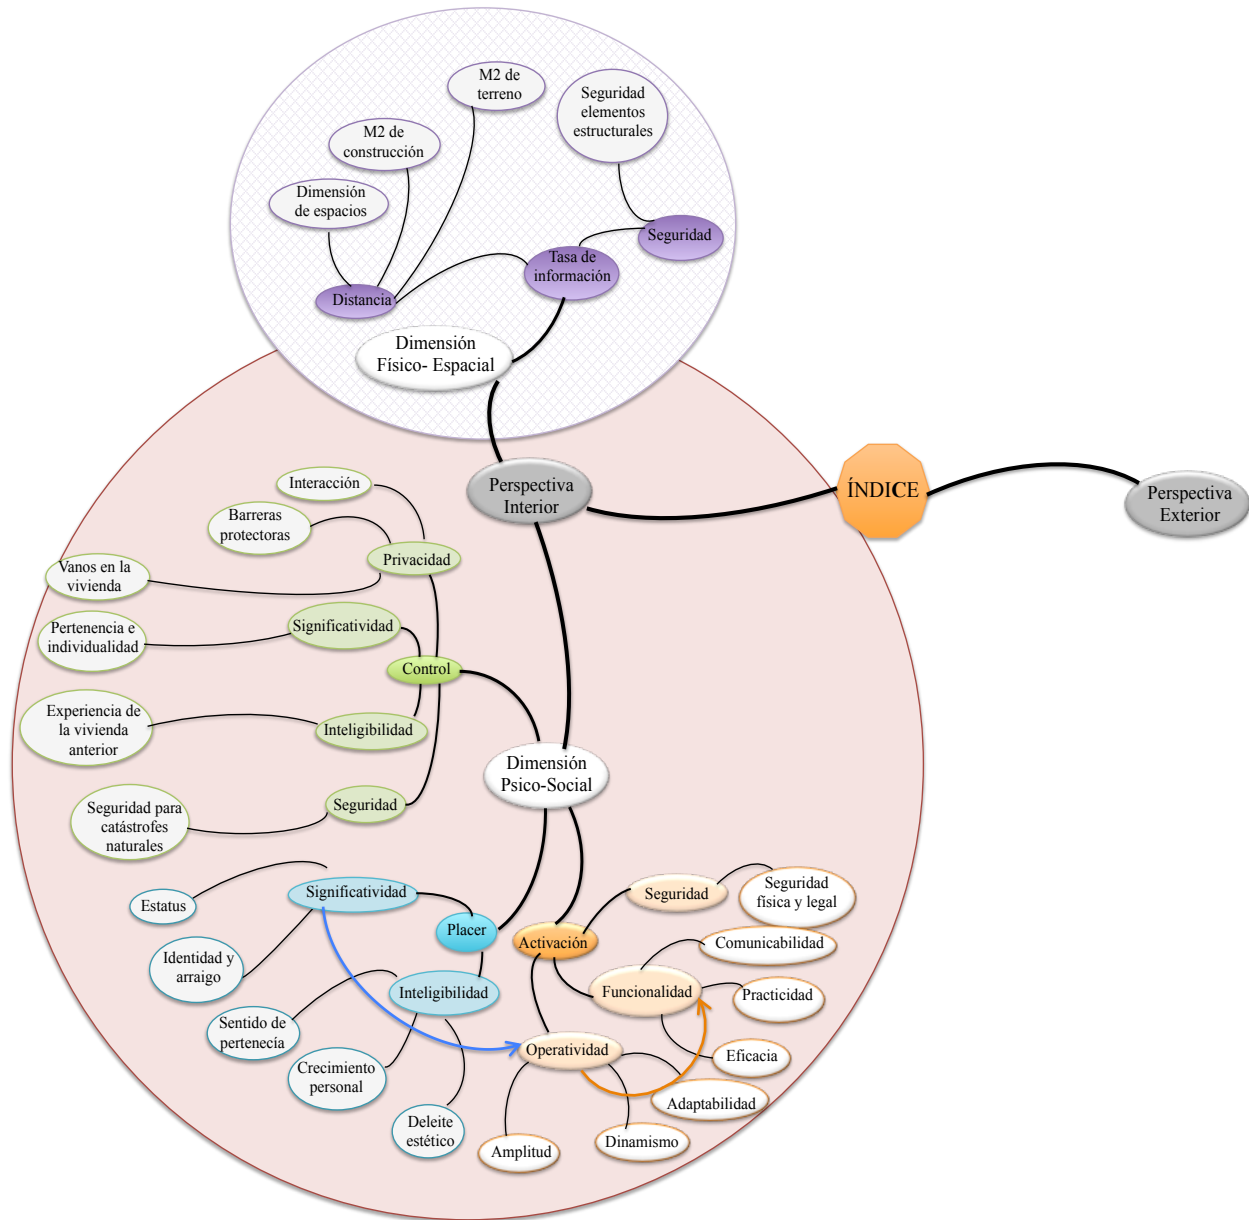 M2 de
terreno
Seguridad
elementos
estructurales
M2 de
construcción
Dimensión
de espacios
Seguridad
Tasa de
información
Distancia
Dimensión
Físico- Espacial
Perspectiva
Interior
ÍNDICE
Perspectiva
Exterior
Interacción
Barreras
protectoras
Privacidad
Vanos en la
vivienda
Significatividad
Pertenencia e
individualidad
Control
Experiencia de
la vivienda
anterior
Inteligibilidad
Dimensión
Psico-Social
Seguridad para
catástrofes
naturales
Seguridad
Significatividad
Estatus
Placer
Identidad y
arraigo
Inteligibilidad
Sentido de
pertenecía
Crecimiento
personal
Deleite
estético
Activación
Seguridad
Seguridad
física y legal
Comunicabilidad
Funcionalidad
Practicidad
Eficacia
Operatividad
Adaptabilidad
Dinamismo
Amplitud